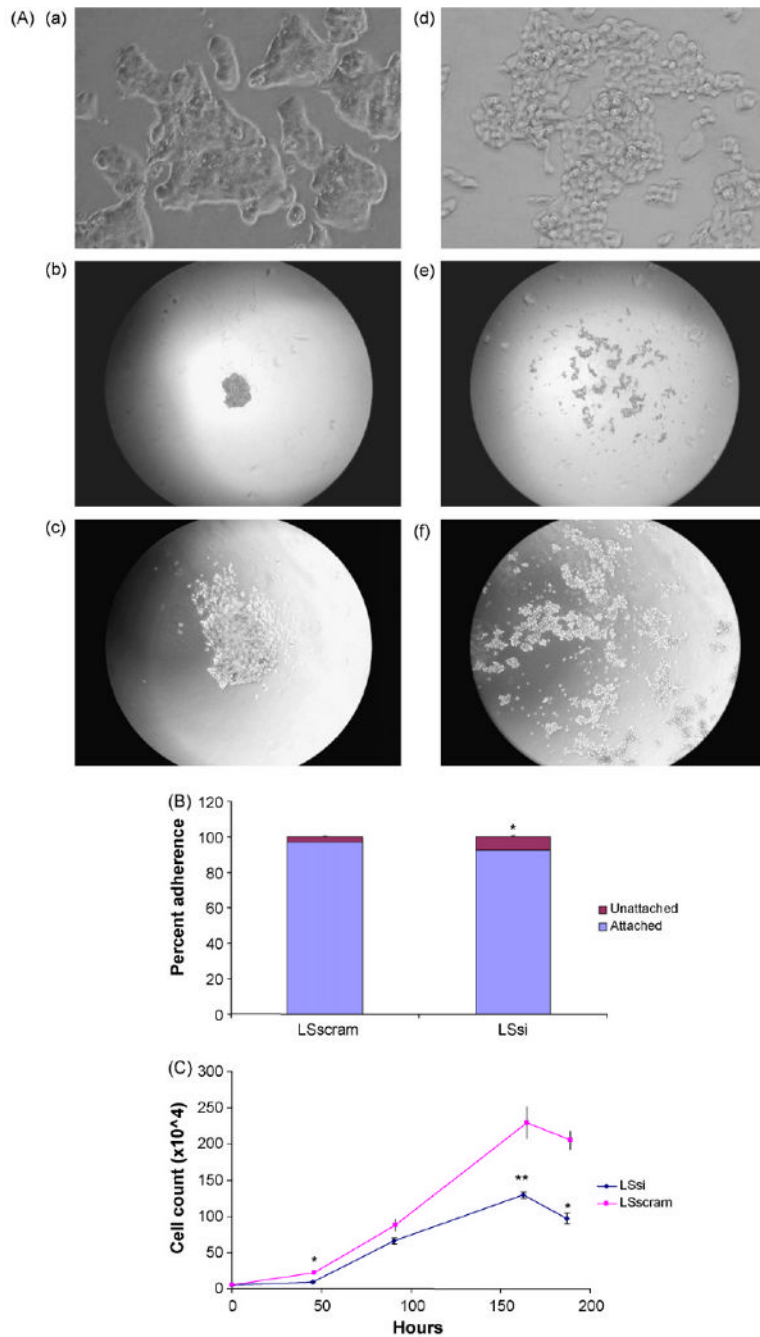 (A) (a)
(d)
(b)
(e)
(c)
(f)
(B)
120
100
80
60
40
20
0
Percent adherence
*
Unattached
Attached
LSscram
LSsi
(C)
300
250
200
150
100
50
0
Cell count (x10^4)
*
**
*
LSsi
LSscram
0
50
100
150
200
Hours